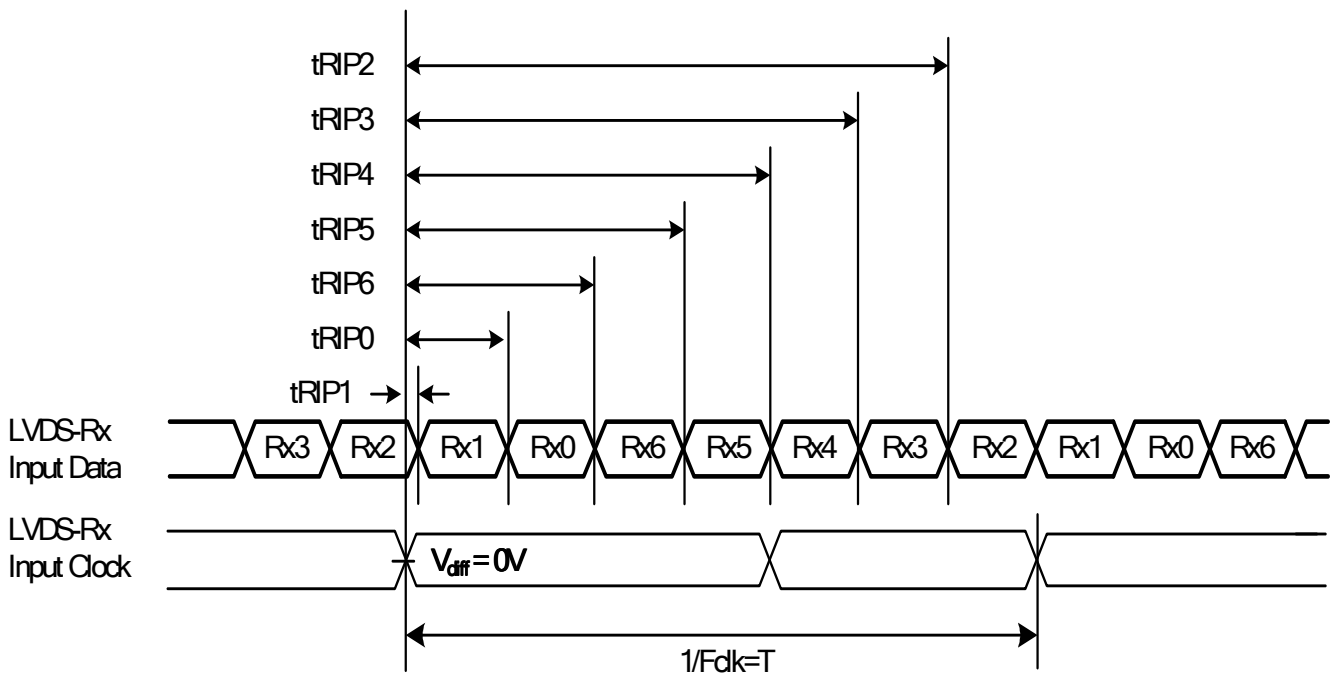 tRIP2
tRIP3
tRIP4
tRIP5
tRIP6
tRIP0
tRIP1
LVDS-Rx
Input Data
Rx3 Rx2 Rx1 Rx0 Rx6 Rx5 Rx4 Rx3 Rx2 Rx1 Rx0 Rx6
LVDS-Rx
Input Clock
Vdiff = 0V
1/Fclk=T